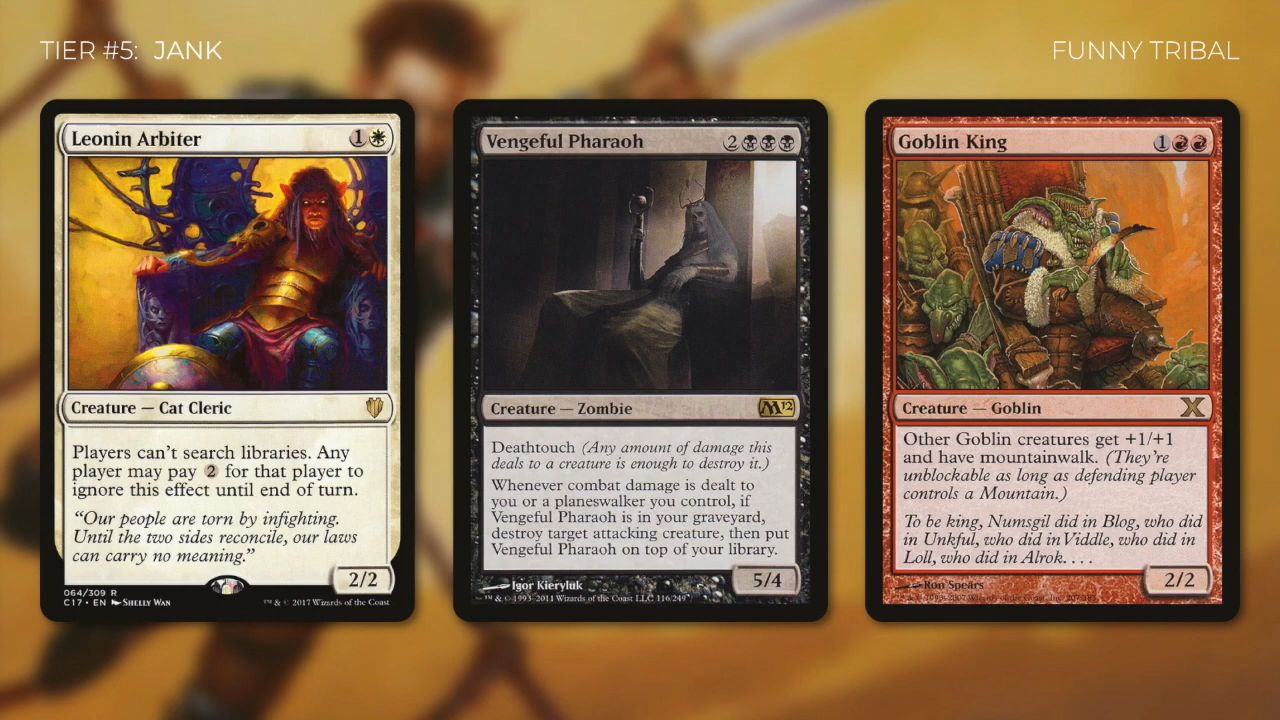 TIER #5: JANK
FUNNY TRIBAL
Leonin Arbiter 1
Creature — Cat Cleric
Players can't search libraries. Any
player may pay 2 for that player to
ignore this effect until end of turn.
"Our people are torn by infighting.
Until the two sides reconcile, our laws
can carry no meaning."
2/2
064/309 R
C17 • EN SHELLY WAN
™ & © 2017 Wizards of the Coast
Vengeful Pharaoh 2
Creature — Zombie
M12
Deathtouch (Any amount of damage this
deals to a creature is enough to destroy it.)
Whenever combat damage is dealt to
you or a planeswalker you control, if
Vengeful Pharaoh is in your graveyard,
destroy target attacking creature, then put
Vengeful Pharaoh on top of your library.
Igor Kieryluk
™ & © 1993-2011 Wizards of the Coast LLC 116/249
5/4
Goblin King 1
Creature — Goblin
X
Other Goblin creatures get +1/+1
and have mountainwalk. (They're
unblockable as long as defending player
controls a Mountain.)
To be king, Numsgil did in Blog, who did
in Unkful, who did in Viddle, who did in
Loll, who did in Alrok. . . .
Ron Spears
2/2